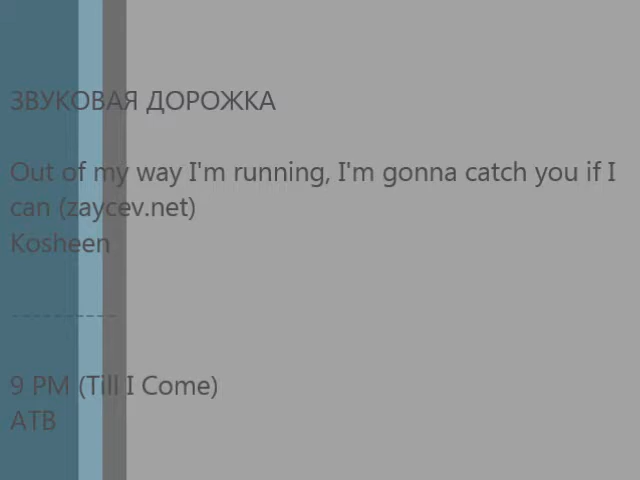 ЗВУКОВАЯ ДОРОЖКА
Out of my way I'm running, I'm gonna catch you if I
can (zaycev.net)
Kosheen
-----------
9 PM (Till I Come)
ATB